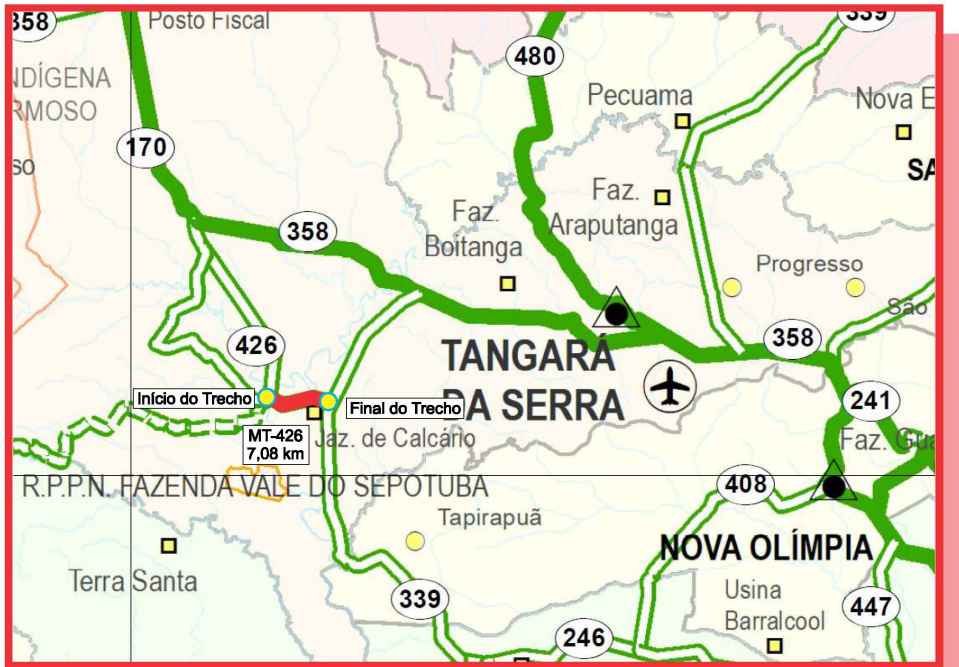 358
Posto Fiscal
339
480
NDÍGENA
RMOSO
Pecuama
Nova E
170
so
SA
Faz.
Araputanga
Faz.
Boitanga
358
Progresso
São
426
TANGARÁ
DA SERRA
358
Início do Trecho
Final do Trecho
241
MT-426
7,08 km
Jaz. de Calcário
Faz. Gua
R.P.P.N. FAZENDA VALE DO SEPOTUBA
408
Tapirapuã
NOVA OLÍMPIA
Terra Santa
339
Usina
Barralcool
447
246